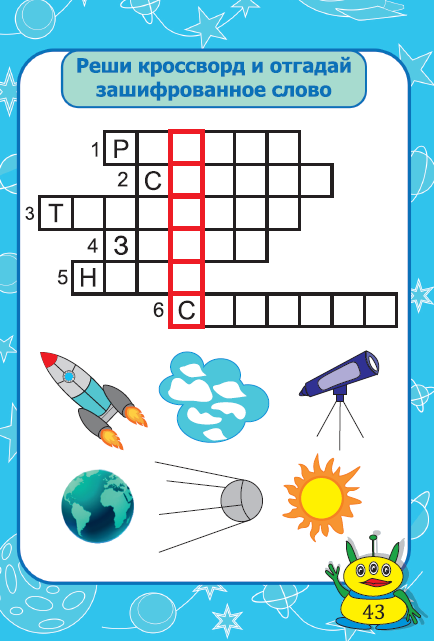 Реши кроссворд и отгадай
зашифрованное слово
1 Р
2 С
3 Т
4 З
5 Н
6 С
43